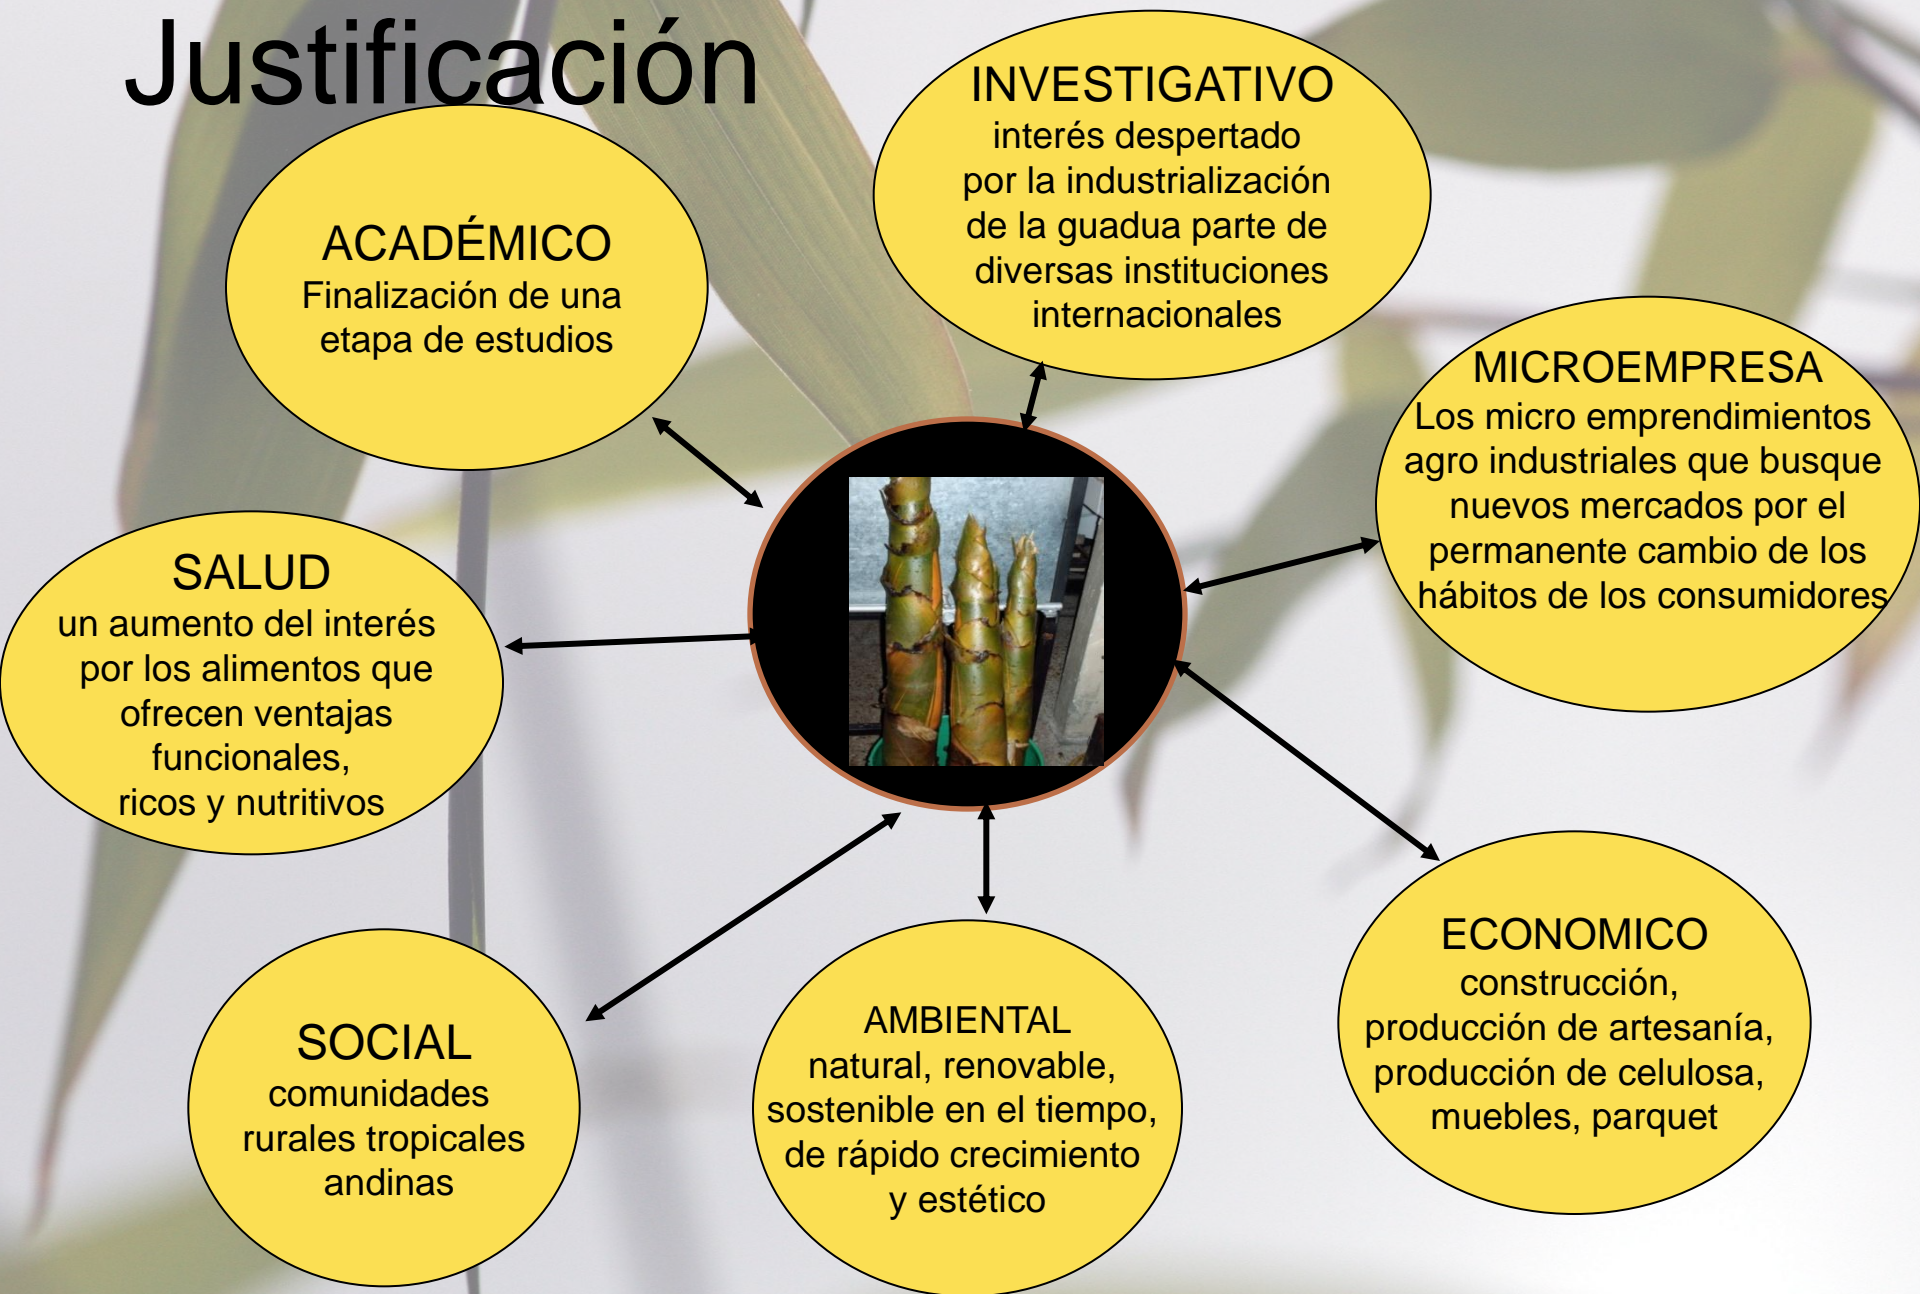 Justificación
ACADÉMICO
Finalización de una
etapa de estudios
INVESTIGATIVO
interés despertado
por la industrialización
de la guadua parte de
diversas instituciones
internacionales
MICROEMPRESA
Los micro emprendimientos
agro industriales que busque
nuevos mercados por el
permanente cambio de los
hábitos de los consumidores
SALUD
un aumento del interés
por los alimentos que
ofrecen ventajas
funcionales,
ricos y nutritivos
SOCIAL
comunidades
rurales tropicales
andinas
AMBIENTAL
natural, renovable,
sostenible en el tiempo,
de rápido crecimiento
y estético
ECONOMICO
construcción,
producción de artesanía,
producción de celulosa,
muebles, parquet